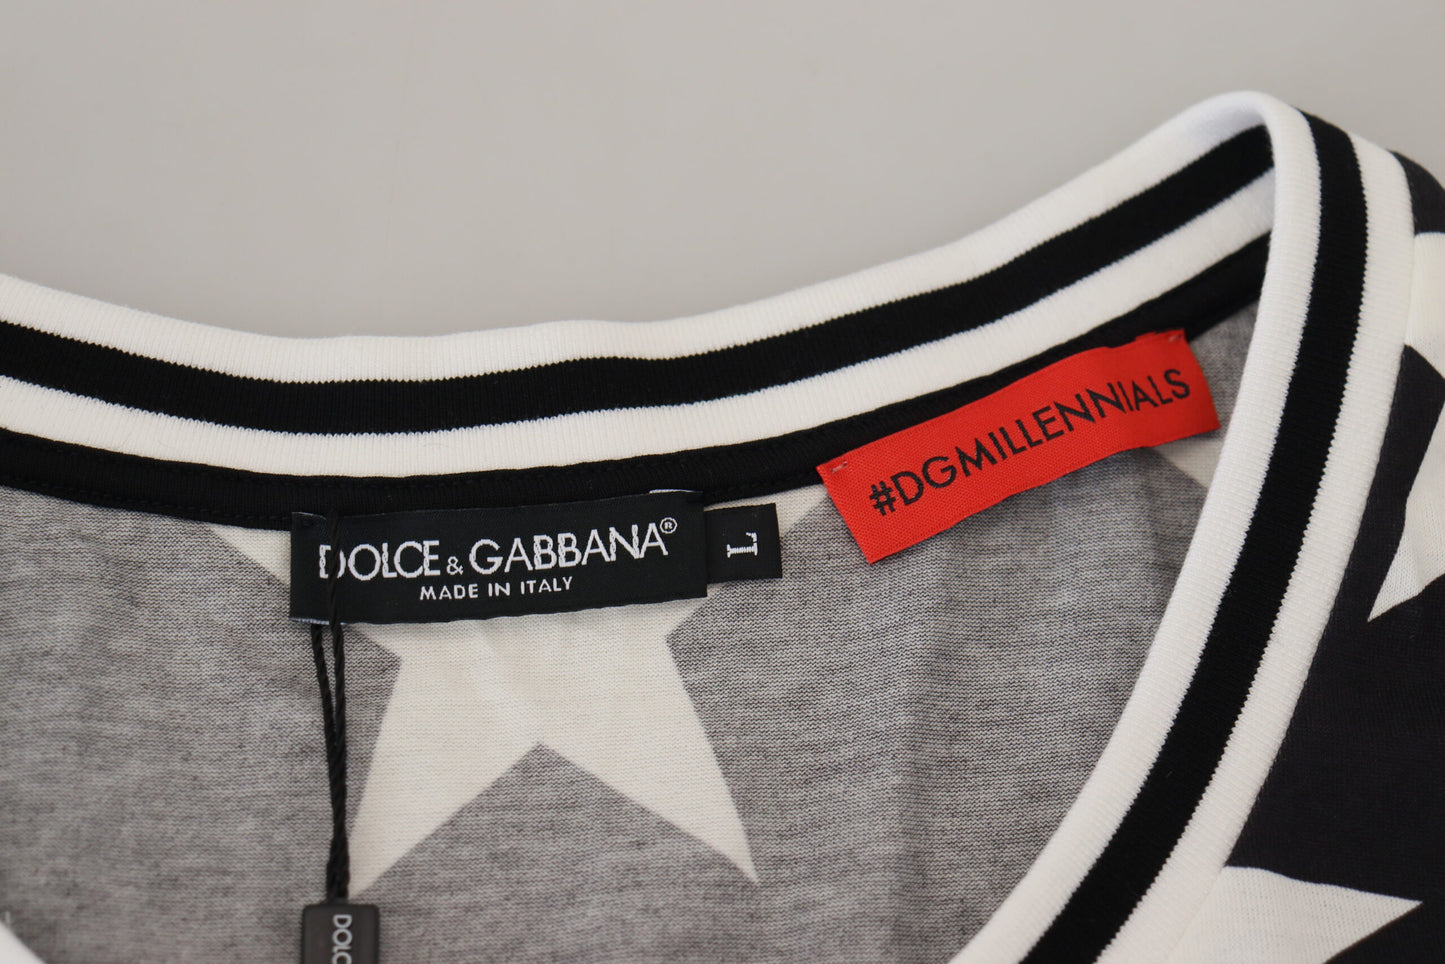 DOLCE & GABBANA®
MADE IN ITALY
L
#DGMILLENNIALS